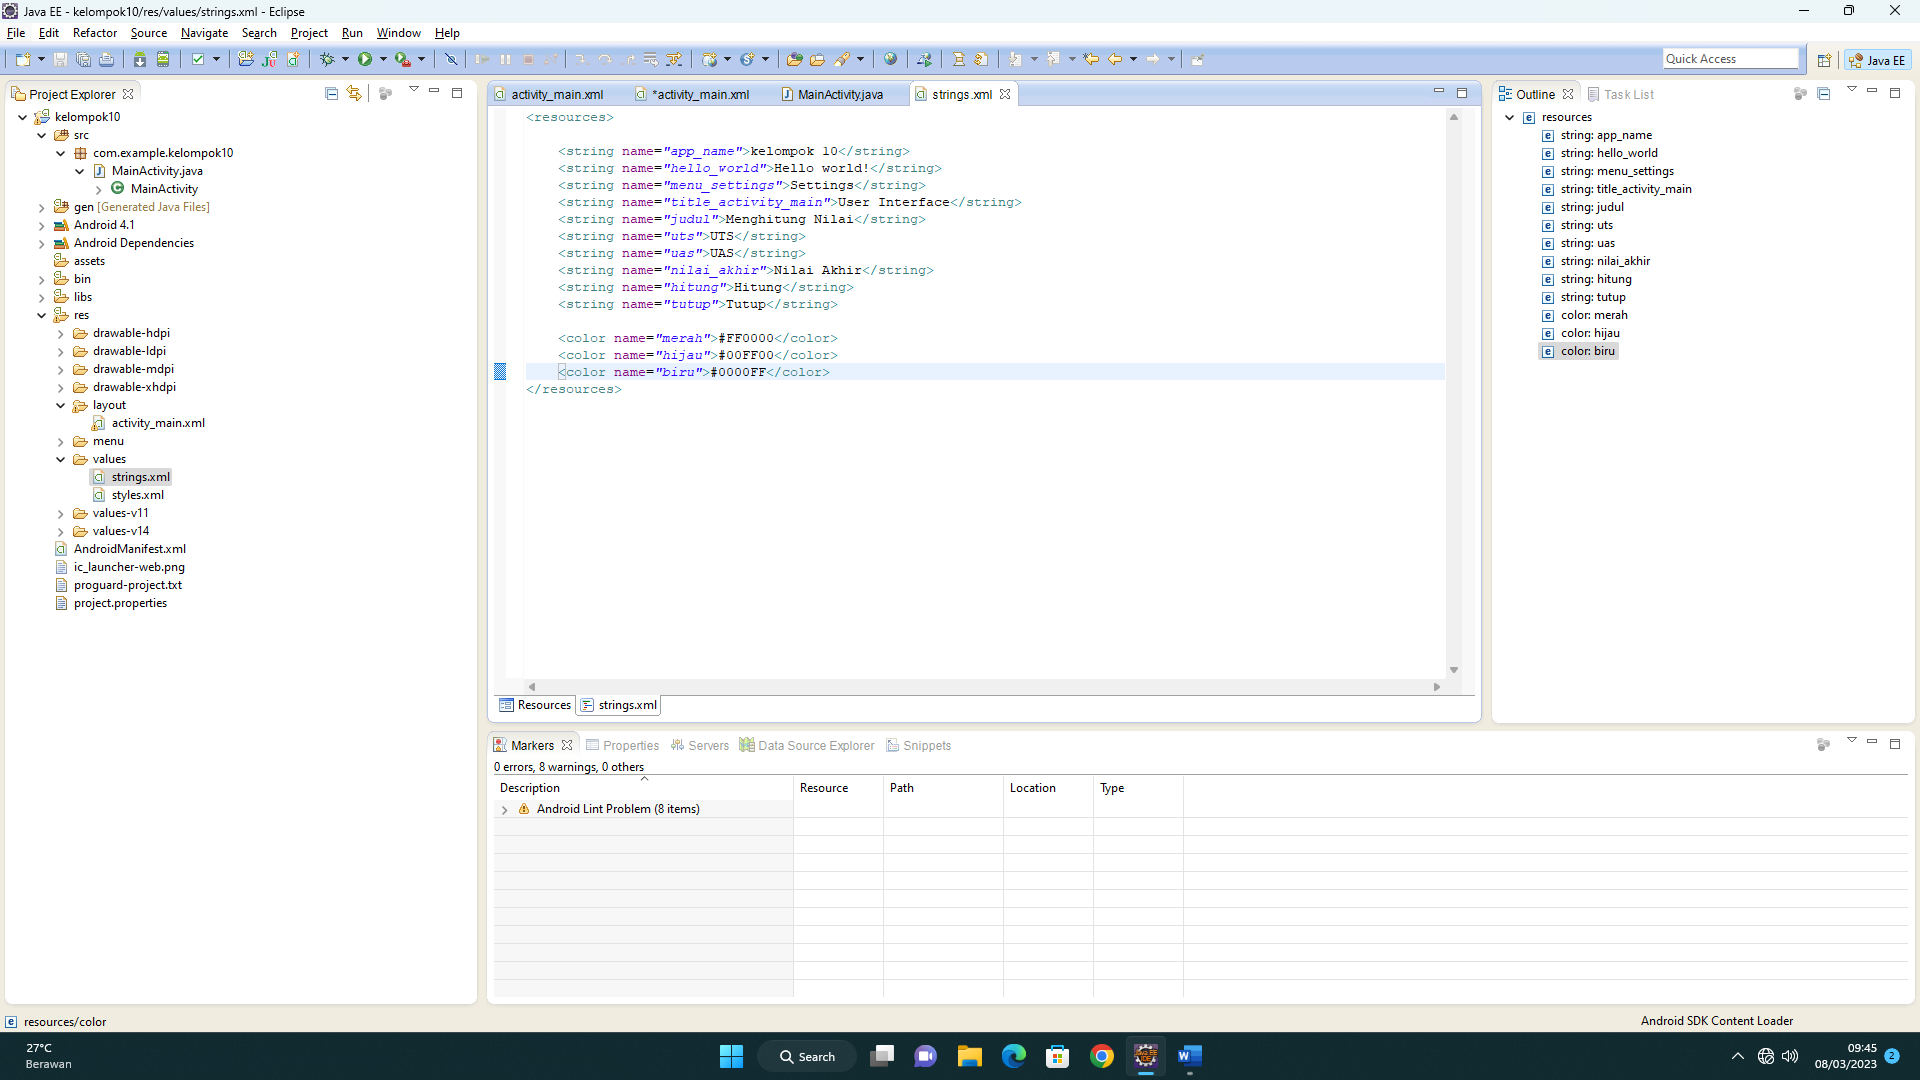 Java EE - kelompok10/res/values/strings.xml - Eclipse
File Edit Refactor Source Navigate Search Project Run Window Help
Quick Access
Java EE
Project Explorer
kelompok10
src
com.example.kelompok10
MainActivity.java
MainActivity
gen [Generated Java Files]
Android 4.1
Android Dependencies
assets
bin
libs
res
drawable-hdpi
drawable-ldpi
drawable-mdpi
drawable-xhdpi
layout
activity_main.xml
menu
values
strings.xml
styles.xml
values-v11
values-v14
AndroidManifest.xml
ic_launcher-web.png
proguard-project.txt
project.properties
activity_main.xml *activity_main.xml MainActivity.java strings.xml
<resources>
<string name="app_name">kelompok 10</string>
<string name="hello_world">Hello world!</string>
<string name="menu_settings">Settings</string>
<string name="title_activity_main">User Interface</string>
<string name="judul">Menghitung Nilai</string>
<string name="uts">UTS</string>
<string name="uas">UAS</string>
<string name="nilai_akhir">Nilai Akhir</string>
<string name="hitung">Hitung</string>
<string name="tutup">Tutup</string>
<color name="merah">#FF0000</color>
<color name="hijau">#00FF00</color>
<color name="biru">#0000FF</color>
</resources>
Resources strings.xml
Outline Task List
resources
string: app_name
string: hello_world
string: menu_settings
string: title_activity_main
string: judul
string: uts
string: uas
string: nilai_akhir
string: hitung
string: tutup
color: merah
color: hijau
color: biru
Markers Properties Servers Data Source Explorer Snippets
0 errors, 8 warnings, 0 others
Description Resource Path Location Type
Android Lint Problem (8 items)
resources/color
Android SDK Content Loader
27°C
Berawan
Search
09:45
08/03/2023
2